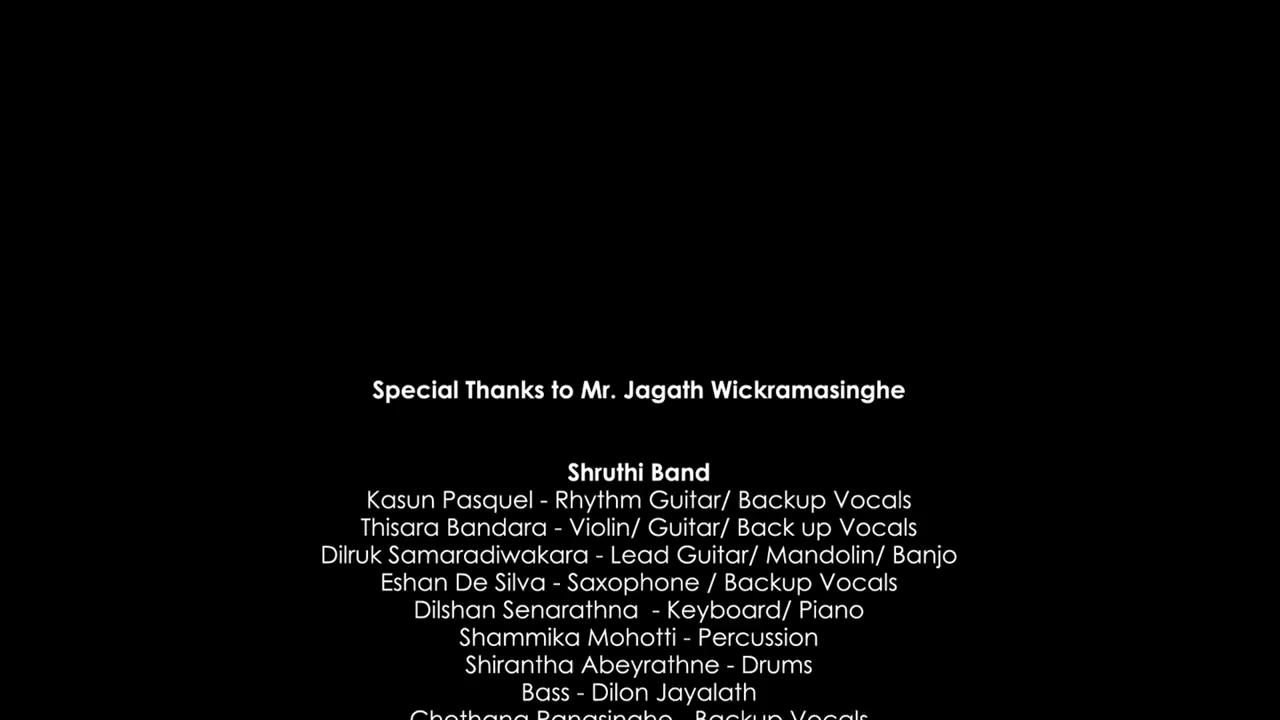 Special Thanks to Mr. Jagath Wickramasinghe
Shruthi Band
Kasun Pasquel - Rhythm Guitar/ Backup Vocals
Thisara Bandara - Violin/ Guitar/ Back up Vocals
Dilruk Samaradiwakara - Lead Guitar/ Mandolin/ Banjo
Eshan De Silva - Saxophone / Backup Vocals
Dilshan Senarathna  - Keyboard/ Piano
Shammika Mohotti - Percussion
Shirantha Abeyrathne - Drums
Bass - Dilon Jayalath
- Backup Vocals